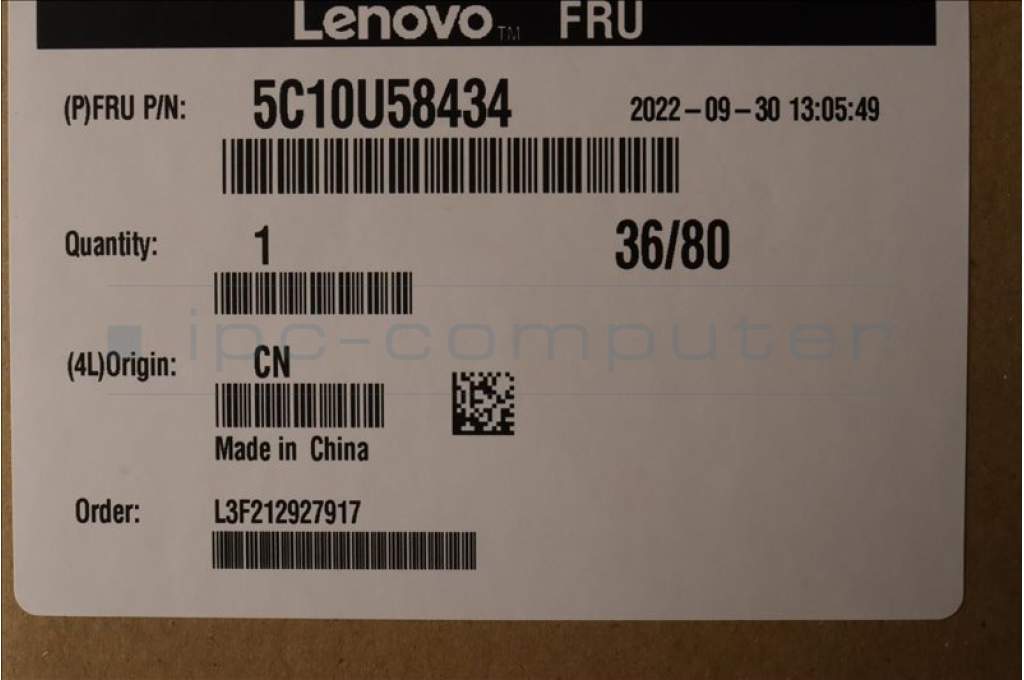 Lenovo™ FRU
(P)FRU P/N: 5C10U58434 2022-09-30 13:05:49
Quantity: 1 36/80
ipc-computer
(4L)Origin: CN
Made in China
Order: L3F212927917